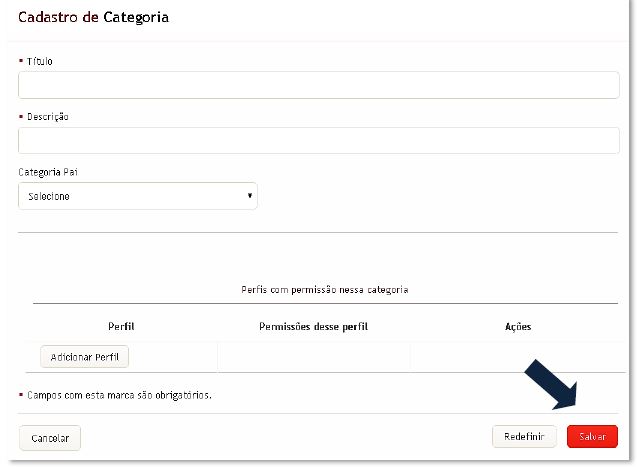 Cadastro de Categoria
Título
Descrição
Categoria Pai
Selecione
Perfis com permissão nessa categoria
Perfil Permissões desse perfil Ações
Adicionar Perfil
Campos com esta marca são obrigatórios.
Cancelar Redefinir Salvar